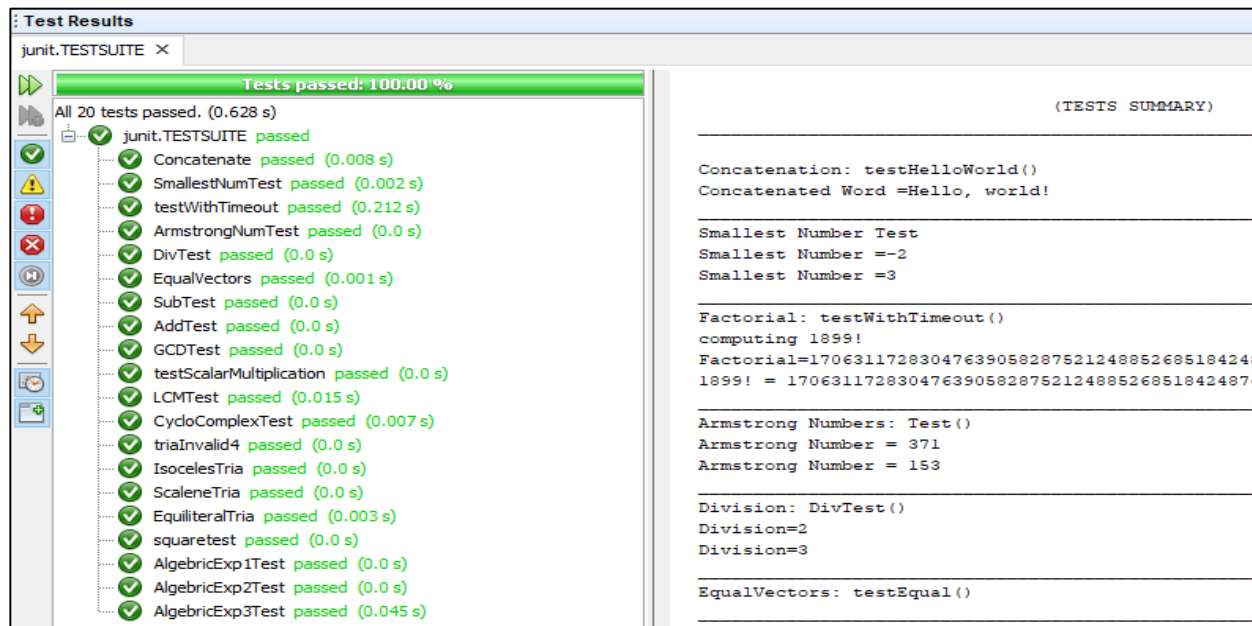 Test Results
junit.TESTSUITE ×
Tests passed: 100.00 %
All 20 tests passed. (0.628 s)
junit.TESTSUITE passed
Concatenate passed (0.008 s)
SmallestNumTest passed (0.002 s)
testWithTimeout passed (0.212 s)
ArmstrongNumTest passed (0.0 s)
DivTest passed (0.0 s)
EqualVectors passed (0.001 s)
SubTest passed (0.0 s)
AddTest passed (0.0 s)
GCDTest passed (0.0 s)
testScalarMultiplication passed (0.0 s)
LCMTest passed (0.015 s)
CycloComplexTest passed (0.007 s)
triaInvalid4 passed (0.0 s)
IsocelesTria passed (0.0 s)
ScaleneTria passed (0.0 s)
EquiliteralTria passed (0.003 s)
squaretest passed (0.0 s)
AlgebricExp1Test passed (0.0 s)
AlgebricExp2Test passed (0.0 s)
AlgebricExp3Test passed (0.045 s)
(TESTS SUMMARY)
Concatenation: testHelloWorld()
Concatenated Word =Hello, world!
Smallest Number Test
Smallest Number =-2
Smallest Number =3
Factorial: testWithTimeout()
computing 1899!
Factorial=17063117283047639058287521248852685184248
1899! = 170631172830476390582875212488526851842487
Armstrong Numbers: Test()
Armstrong Number = 371
Armstrong Number = 153
Division: DivTest()
Division=2
Division=3
EqualVectors: testEqual()